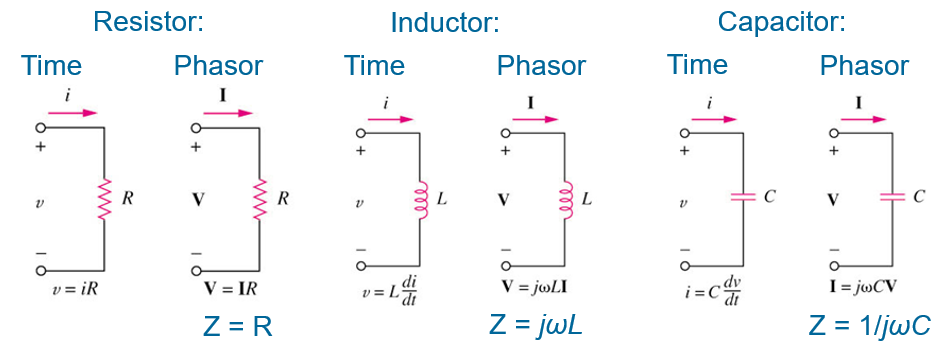 Resistor:
Inductor:
Capacitor:
Time
Phasor
Time
Phasor
Time
Phasor
i
I
i
I
i
I
+
+
+
+
+
+
v
R
V
R
v
L
V
L
v
C
V
C
−
−
−
−
−
−
v = iR
V = IR
v = L di/dt
V = jωLI
i = C dv/dt
I = jωCV
Z = R
Z = jωL
Z = 1/jωC